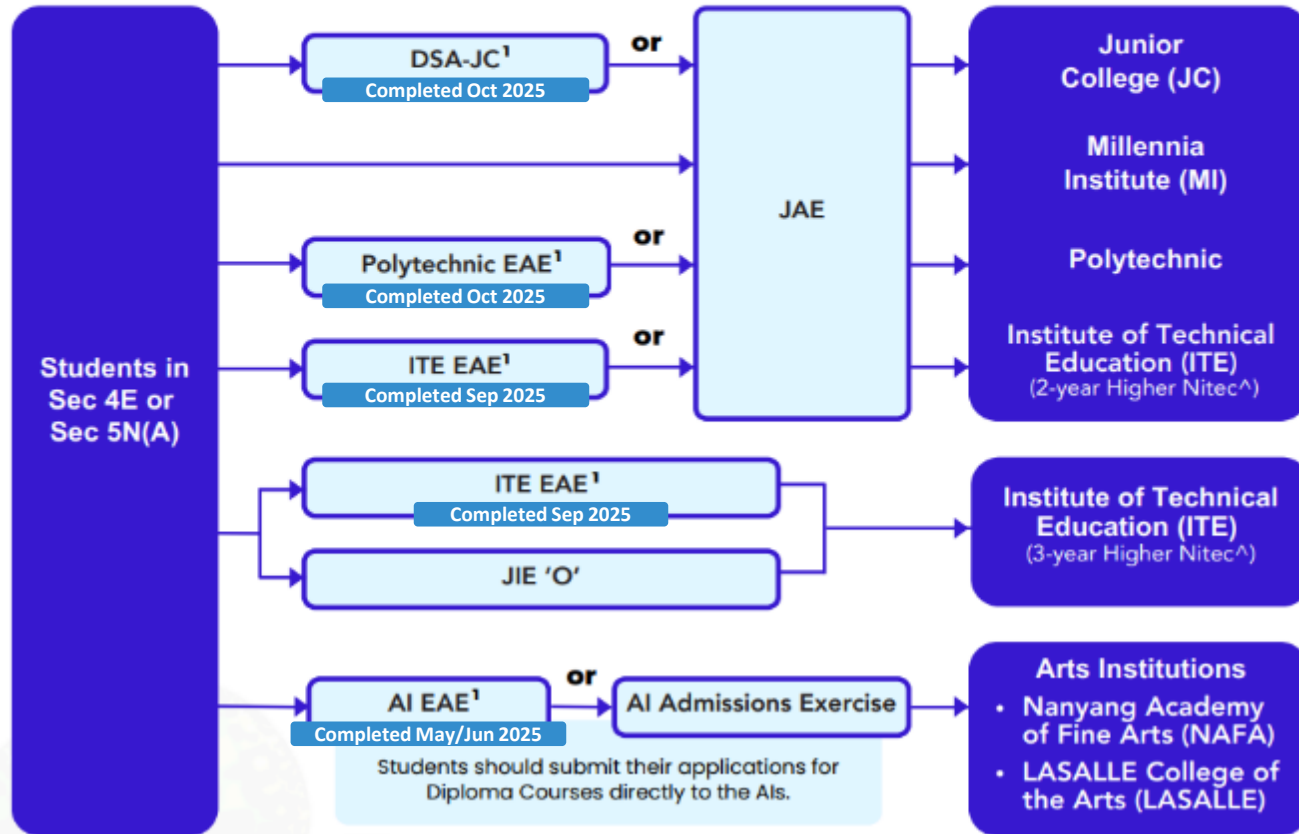 Students in
Sec 4E or
Sec 5N(A)
DSA-JC¹
Completed Oct 2025
or
Polytechnic EAE¹
Completed Oct 2025
or
ITE EAE¹
Completed Sep 2025
or
JAE
Junior
College (JC)
Millennia
Institute (MI)
Polytechnic
Institute of Technical
Education (ITE)
(2-year Higher Nitec^)
ITE EAE¹
Completed Sep 2025
JIE ‘O’
Institute of Technical
Education (ITE)
(3-year Higher Nitec^)
AI EAE¹
Completed May/Jun 2025
or
AI Admissions Exercise
Students should submit their applications for
Diploma Courses directly to the AIs.
Arts Institutions
• Nanyang Academy
of Fine Arts (NAFA)
• LASALLE College of
the Arts (LASALLE)